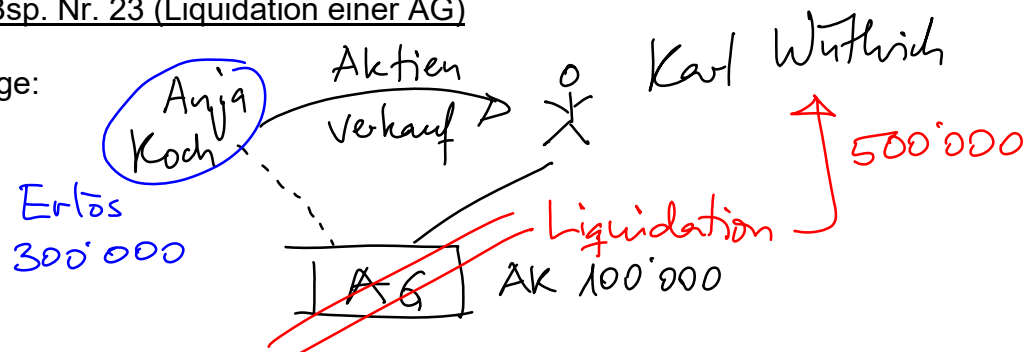 Bsp. Nr. 23 (Liquidation einer AG)
ge:
Anja Koch
Aktien
verkauf
Karl Wüthrich
500'000
Erlös
300'000
Liquidation
AG
AK 100'000